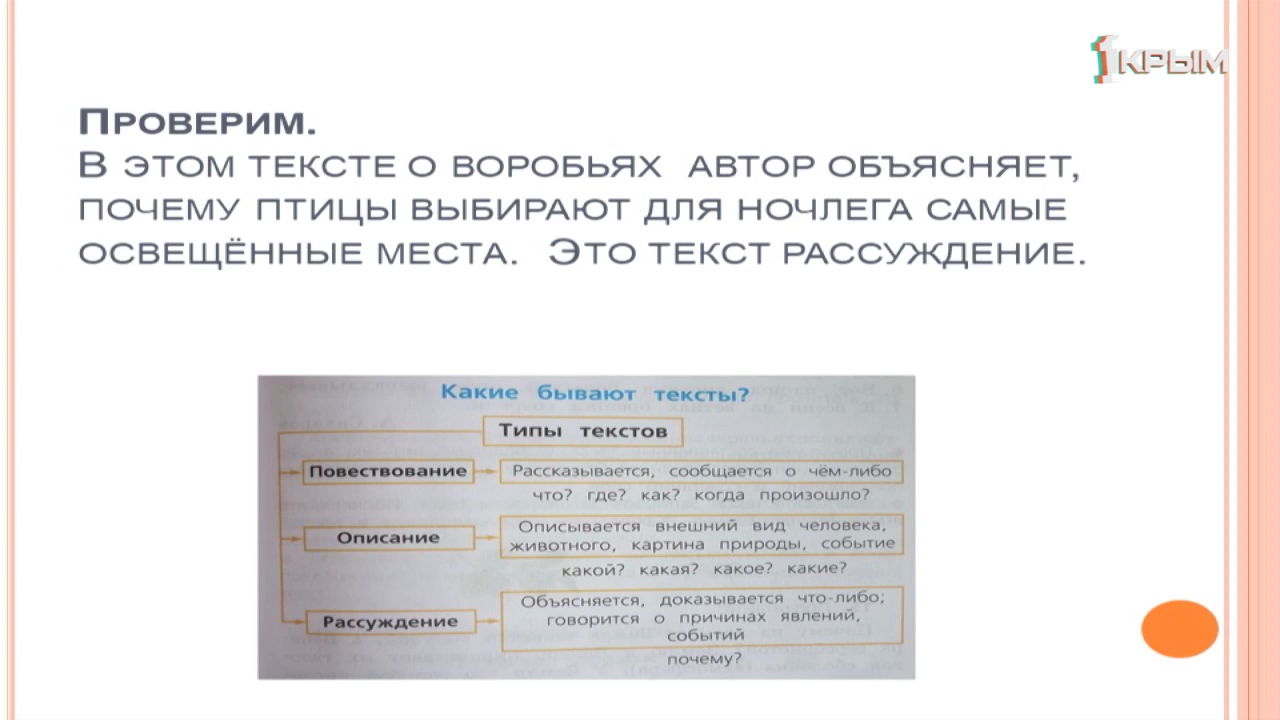 1КРЫМ
ПРОВЕРИМ.
В ЭТОМ ТЕКСТЕ О ВОРОБЬЯХ АВТОР ОБЪЯСНЯЕТ,
ПОЧЕМУ ПТИЦЫ ВЫБИРАЮТ ДЛЯ НОЧЛЕГА САМЫЕ
ОСВЕЩЁННЫЕ МЕСТА. ЭТО ТЕКСТ РАССУЖДЕНИЕ.
Какие бывают тексты?
Типы текстов
Повествование
Рассказывается, сообщается о чём-либо
что? где? как? когда произошло?
Описание
Описывается внешний вид человека,
животного, картина природы, событие
какой? какая? какое? какие?
Рассуждение
Объясняется, доказывается что-либо;
говорится о причинах явлений,
событий
почему?